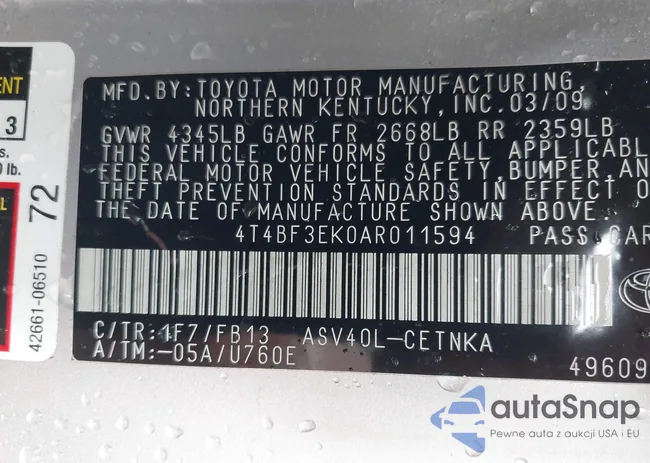 ENT
3
s.
0 lb.
L
72
42661-06510
MFD.BY:TOYOTA MOTOR MANUFACTURING,
NORTHERN KENTUCKY,INC.03/09
GVWR 4345LB GAWR FR 2668LB RR 2359LB
THIS VEHICLE CONFORMS TO ALL APPLICABL
FEDERAL MOTOR VEHICLE SAFETY,BUMPER,AN
THEFT PREVENTION STANDARDS IN EFFECT O
THE DATE OF MANUFACTURE SHOWN ABOVE.
4T4BF3EK0AR011594 PASS.CAR
C/TR:1F7/FB13 ASV40L-CETNKA
A/TM:-05A/U760E
49609
autaSnap
Pewne auta z aukcji USA i EU